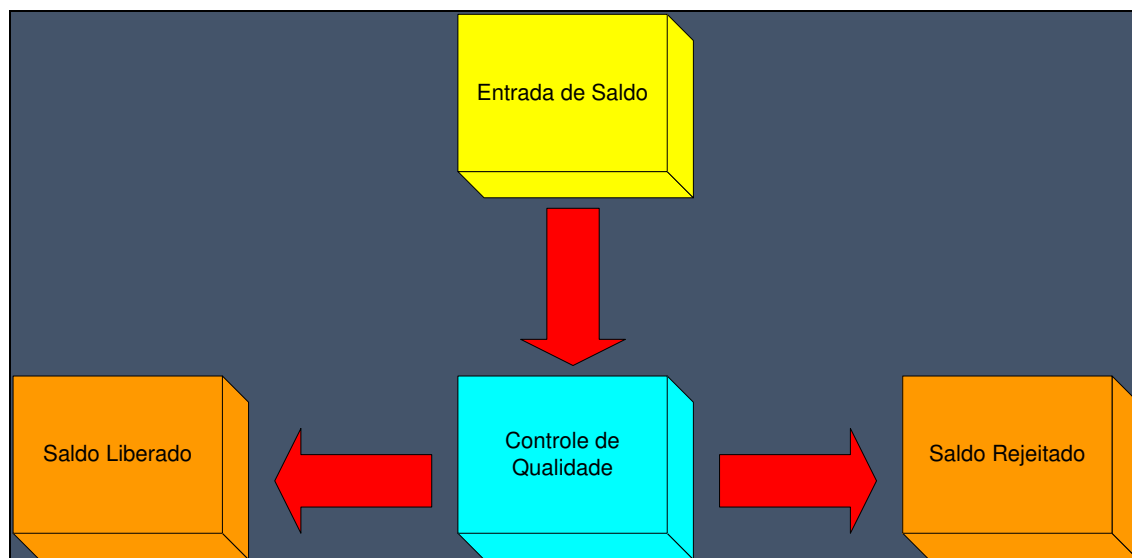 Entrada de Saldo
Saldo Liberado
Controle de
Qualidade
Saldo Rejeitado